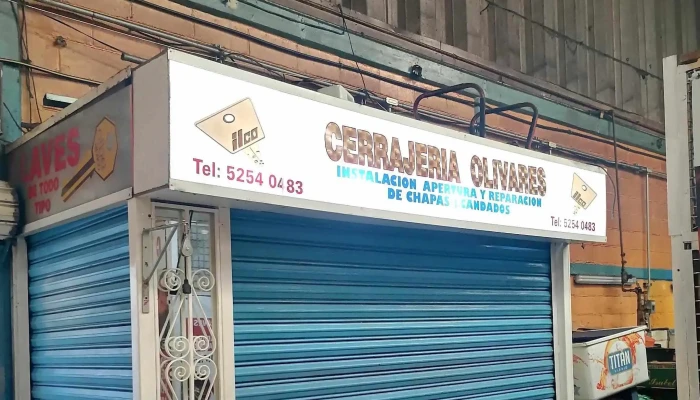 LAVES
DE TODO
TIPO
ilco
Tel: 5254 0483
CERRAJERIA OLIVARES
INSTALACION APERTURA Y REPARACION
DE CHAPAS Y CANDADOS
ilco
Tel: 5254 0483
TITAN